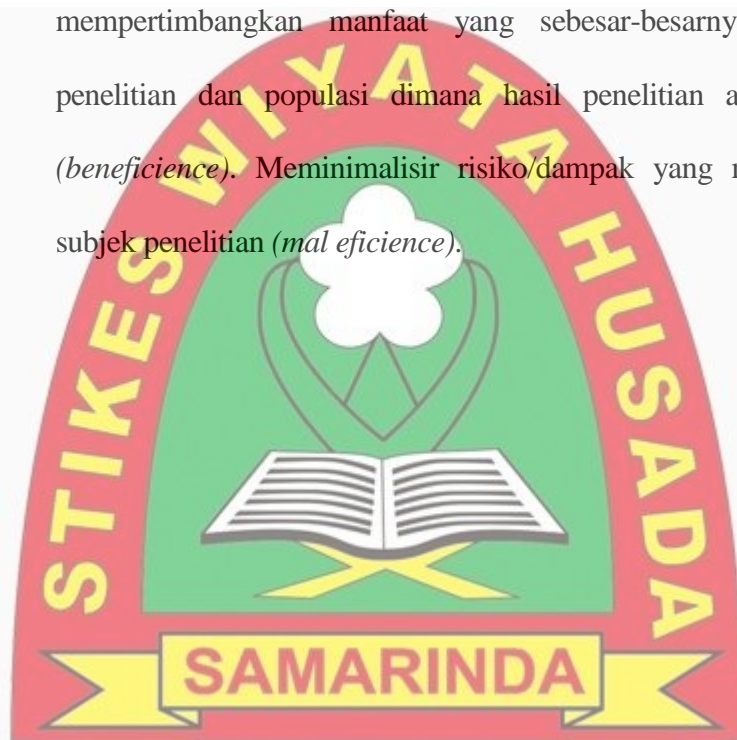 mempertimbangkan manfaat yang sebesar-besarny
penelitian dan populasi dimana hasil penelitian a
(beneficience). Meminimalisir risiko/dampak yang
subjek penelitian (mal eficience).
STIKES WIYATA HUSADA
SAMARINDA